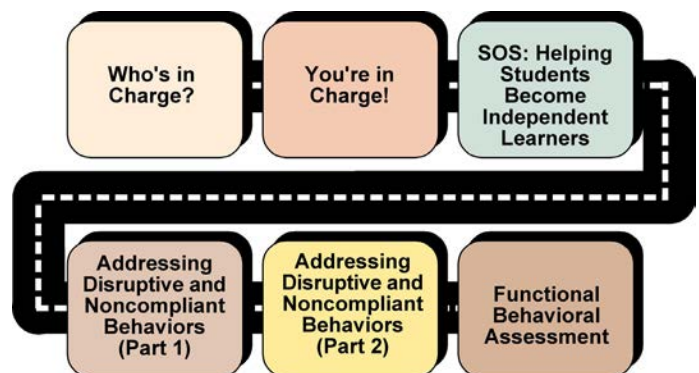 Who's in
Charge?
You're in
Charge!
SOS: Helping
Students
Become
Independent
Learners
Addressing
Disruptive and
Noncompliant
Behaviors
(Part 1)
Addressing
Disruptive and
Noncompliant
Behaviors
(Part 2)
Functional
Behavioral
Assessment